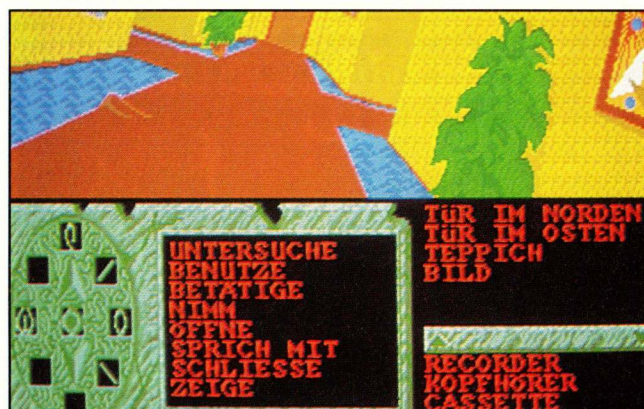 UNTERSUCHE
BENUTZE
BETÄTIGE
NIMM
ÖFFNE
SPRICH MIT
SCHLIESSE
ZEIGE
TÜR IM NORDEN
TÜR IM OSTEN
TEPPICH
BILD
RECORDER
KOPFHÖRER
CASSETTE